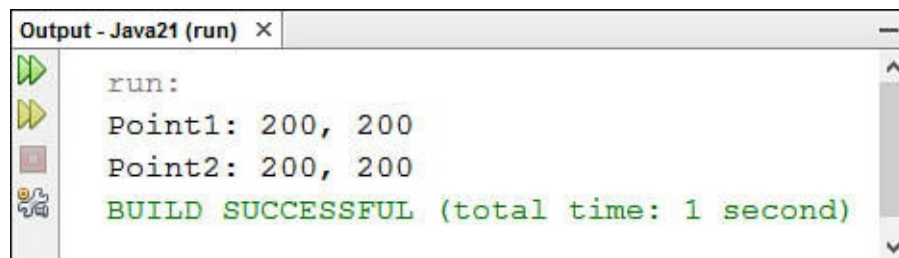 Output - Java21 (run)
run:
Point1: 200, 200
Point2: 200, 200
BUILD SUCCESSFUL (total time: 1 second)